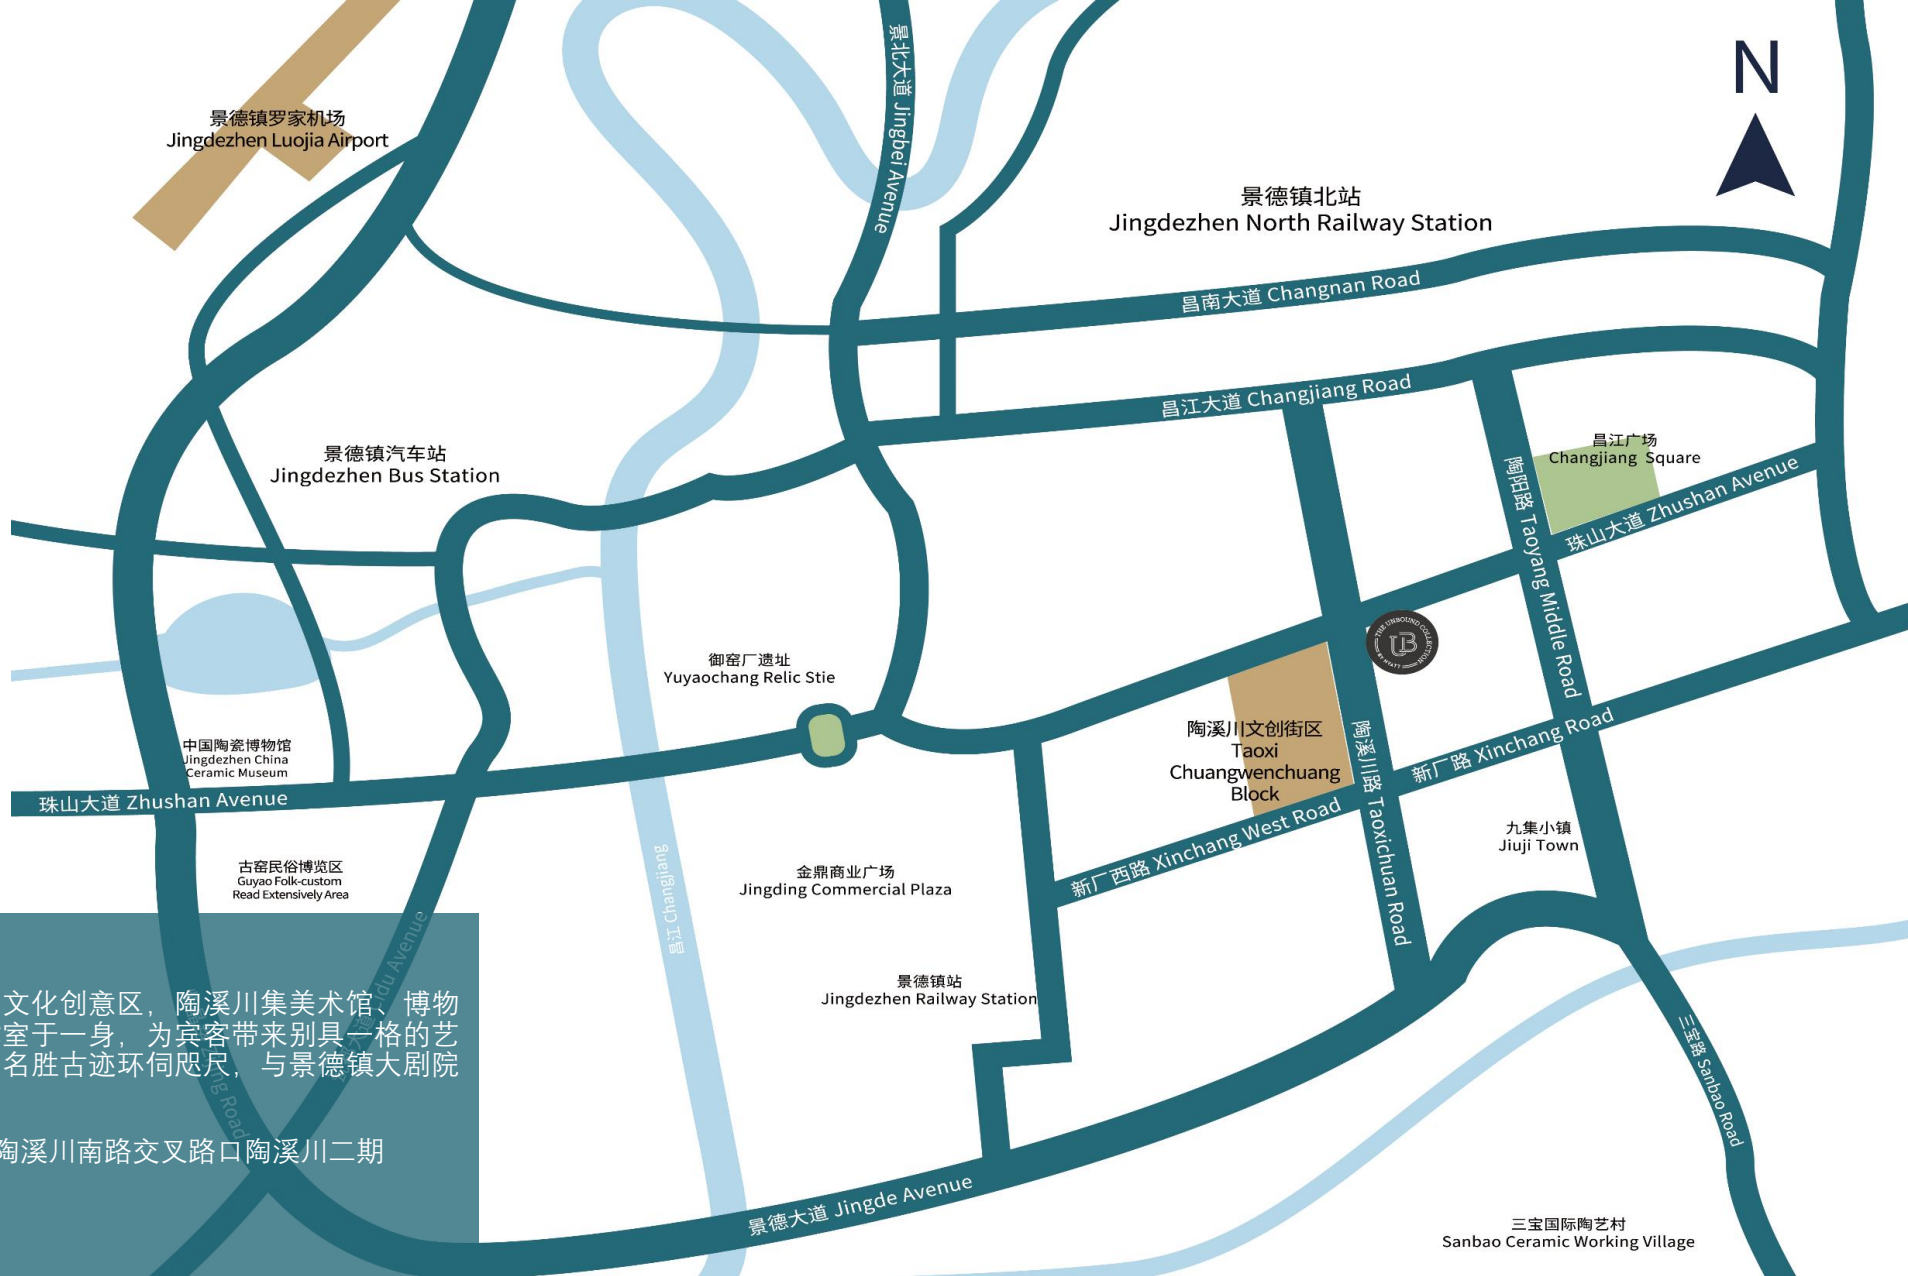 N
景德镇罗家机场
Jingdezhen Luojia Airport
景北大道 Jingbei Avenue
景德镇北站
Jingdezhen North Railway Station
昌南大道 Changnan Road
昌江大道 Changjiang Road
景德镇汽车站
Jingdezhen Bus Station
昌江广场
Changjiang Square
陶阳路 Taoyang Middle Road
珠山大道 Zhushan Avenue
THE UNBOUND COLLECTION
UB
BY HYATT
御窑厂遗址
Yuyaochang Relic Stie
中国陶瓷博物馆
Jingdezhen China
Ceramic Museum
珠山大道 Zhushan Avenue
陶溪川文创街区
Taoxi
Chuangwenchuang
Block
陶溪川路 Taoxichuan Road
新厂路 Xinchang Road
新厂西路 Xinchang West Road
九集小镇
Jiuji Town
古窑民俗博览区
Guyao Folk-custom
Read Extensively Area
昌江 Changjiang
金鼎商业广场
Jingding Commercial Plaza
景德镇站
Jingdezhen Railway Station
文化创意区，陶溪川集美术馆、博物
室于一身，为宾客带来别具一格的艺
名胜古迹环伺咫尺，与景德镇大剧院
陶溪川南路交叉路口陶溪川二期
Avenue
Road
三宝路 Sanbao Road
景德大道 Jingde Avenue
三宝国际陶艺村
Sanbao Ceramic Working Village